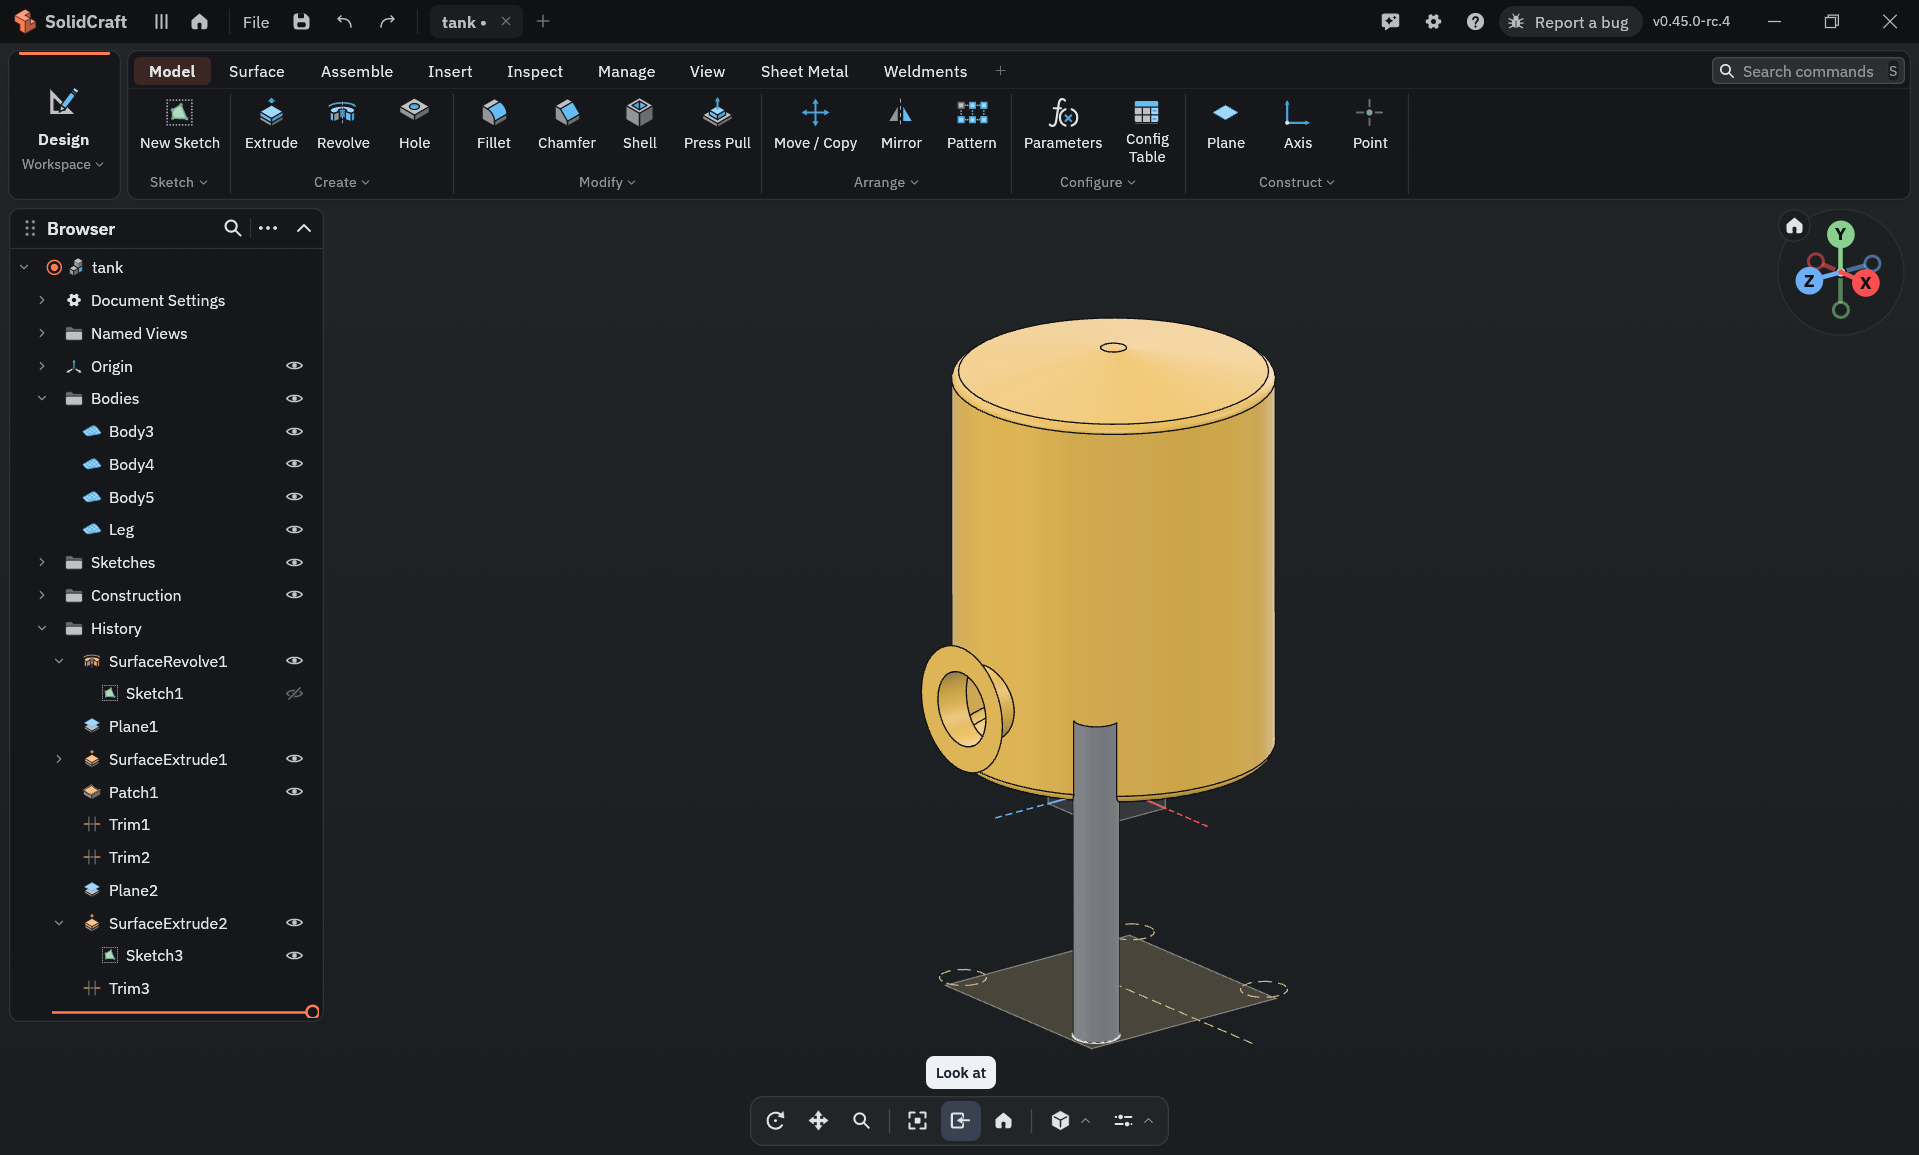 SolidCraft
File
tank •
Report a bug
v0.45.0-rc.4
Design
Workspace
Model
Surface
Assemble
Insert
Inspect
Manage
View
Sheet Metal
Weldments
Search commands
S
New Sketch
Extrude
Revolve
Hole
Fillet
Chamfer
Shell
Press Pull
Move / Copy
Mirror
Pattern
Parameters
Config
Table
Plane
Axis
Point
Sketch
Create
Modify
Arrange
Configure
Construct
Browser
tank
Document Settings
Named Views
Origin
Bodies
Body3
Body4
Body5
Leg
Sketches
Construction
History
SurfaceRevolve1
Sketch1
Plane1
SurfaceExtrude1
Patch1
Trim1
Trim2
Plane2
SurfaceExtrude2
Sketch3
Trim3
Y
Z
X
Look at